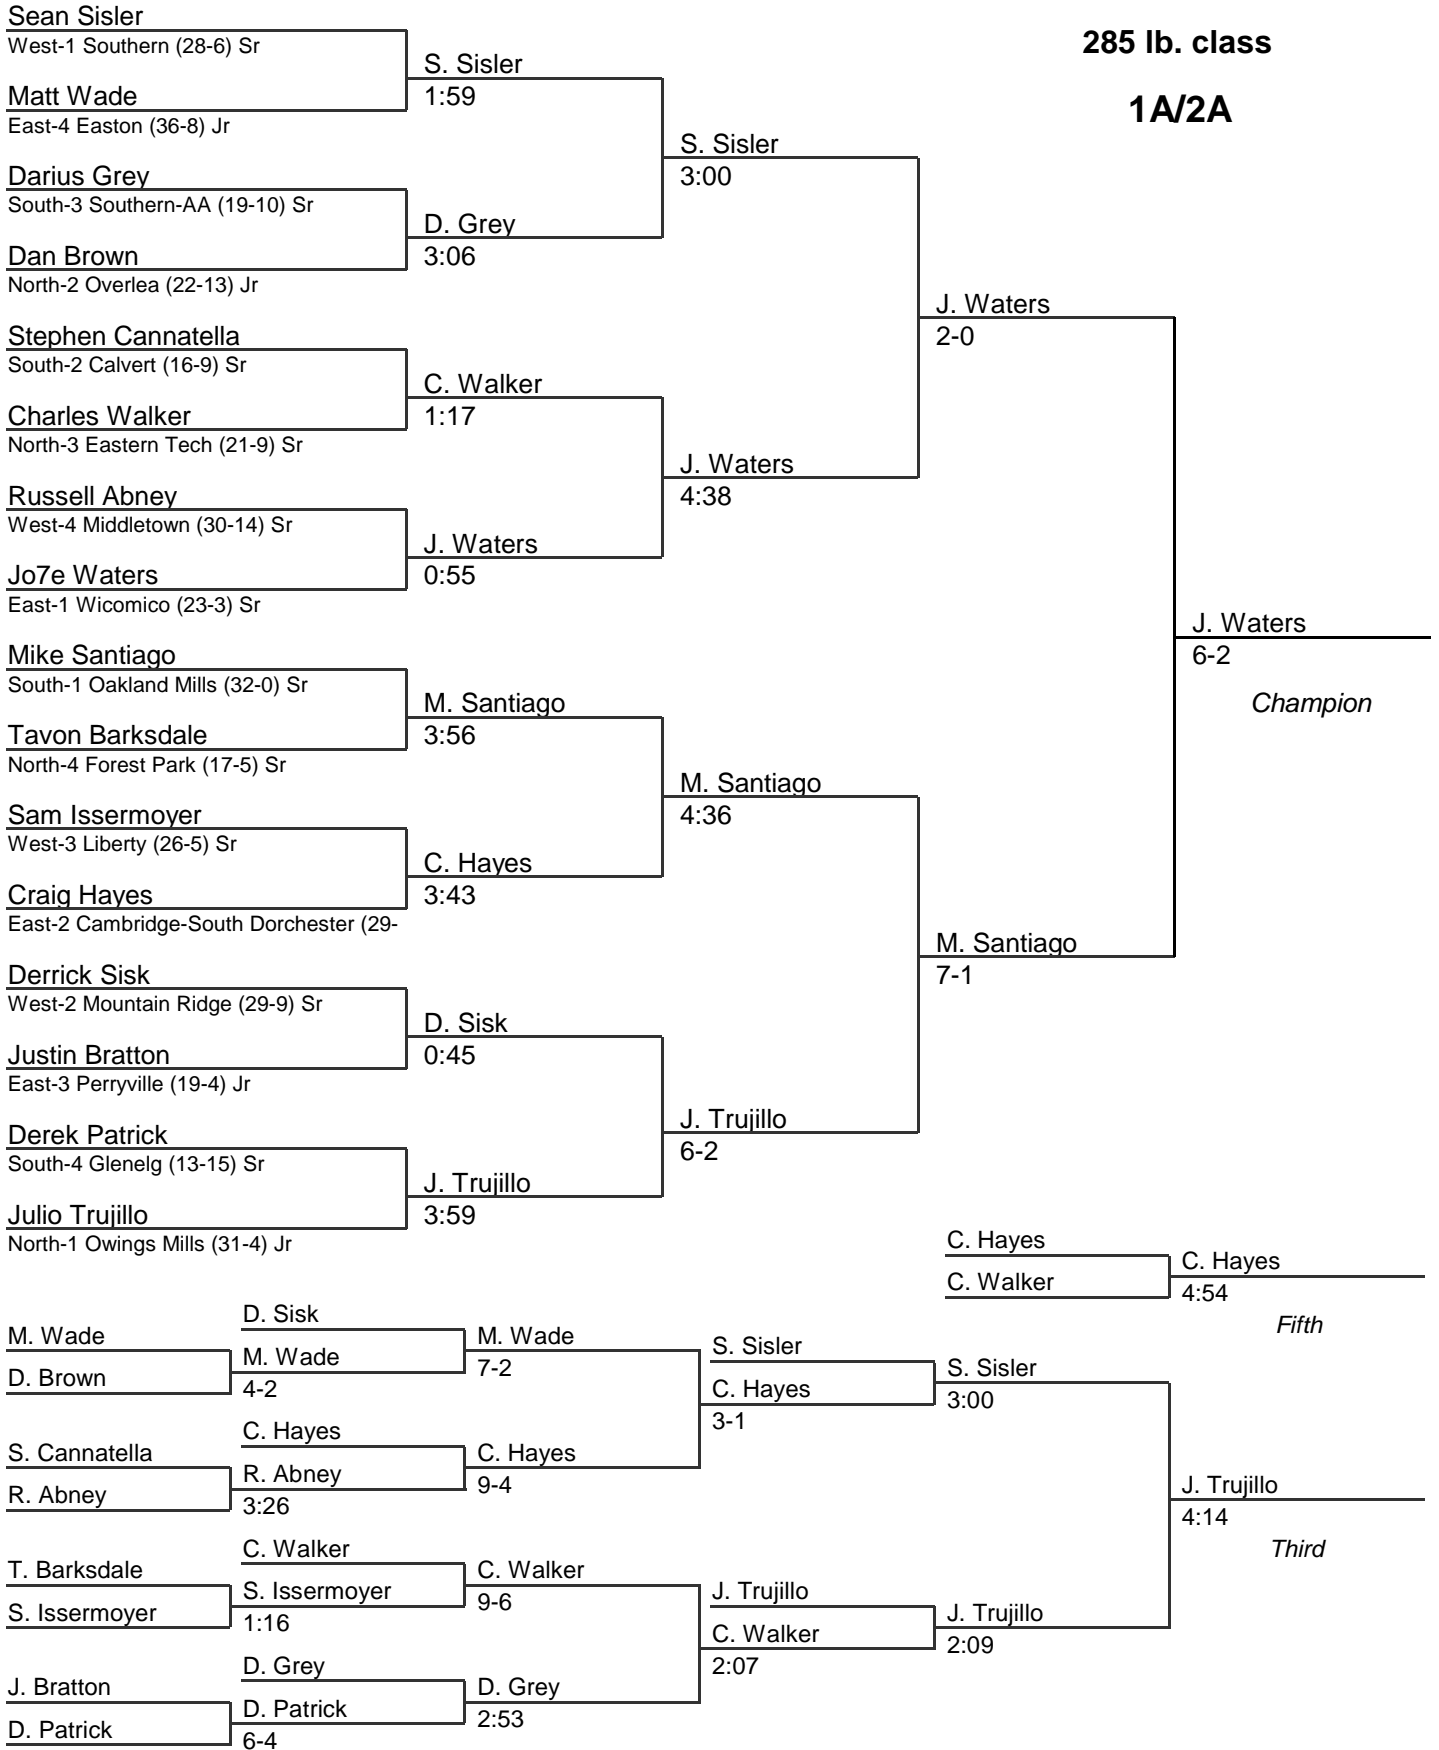 285 lb. class
1A/2A
Sean Sisler
West-1 Southern (28-6) Sr
Matt Wade
East-4 Easton (36-8) Jr
Darius Grey
South-3 Southern-AA (19-10) Sr
Dan Brown
North-2 Overlea (22-13) Jr
Stephen Cannatella
South-2 Calvert (16-9) Sr
Charles Walker
North-3 Eastern Tech (21-9) Sr
Russell Abney
West-4 Middletown (30-14) Sr
Jo7e Waters
East-1 Wicomico (23-3) Sr
Mike Santiago
South-1 Oakland Mills (32-0) Sr
Tavon Barksdale
North-4 Forest Park (17-5) Sr
Sam Issermoyer
West-3 Liberty (26-5) Sr
Craig Hayes
East-2 Cambridge-South Dorchester (29-
Derrick Sisk
West-2 Mountain Ridge (29-9) Sr
Justin Bratton
East-3 Perryville (19-4) Jr
Derek Patrick
South-4 Glenelg (13-15) Sr
Julio Trujillo
North-1 Owings Mills (31-4) Jr
S. Sisler
1:59
D. Grey
3:06
C. Walker
1:17
J. Waters
0:55
M. Santiago
3:56
C. Hayes
3:43
D. Sisk
0:45
J. Trujillo
3:59
S. Sisler
3:00
J. Waters
4:38
M. Santiago
4:36
J. Trujillo
6-2
J. Waters
2-0
M. Santiago
7-1
J. Waters
6-2
Champion
C. Hayes
C. Walker
C. Hayes
4:54
Fifth
M. Wade
D. Brown
S. Cannatella
R. Abney
T. Barksdale
S. Issermoyer
J. Bratton
D. Patrick
D. Sisk
M. Wade
4-2
C. Hayes
R. Abney
3:26
C. Walker
S. Issermoyer
1:16
D. Grey
D. Patrick
6-4
M. Wade
7-2
C. Hayes
9-4
C. Walker
9-6
D. Grey
2:53
S. Sisler
C. Hayes
3-1
J. Trujillo
C. Walker
2:07
S. Sisler
3:00
J. Trujillo
2:09
J. Trujillo
4:14
Third